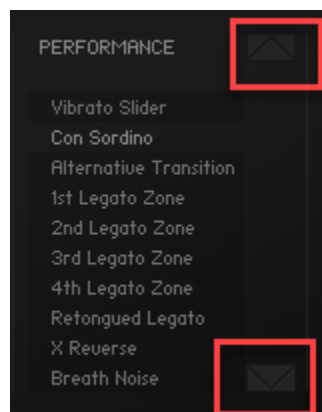 PERFORMANCE
Vibrato Slider
Con Sordino
Alternative Transition
1st Legato Zone
2nd Legato Zone
3rd Legato Zone
4th Legato Zone
Retongued Legato
X Reverse
Breath Noise